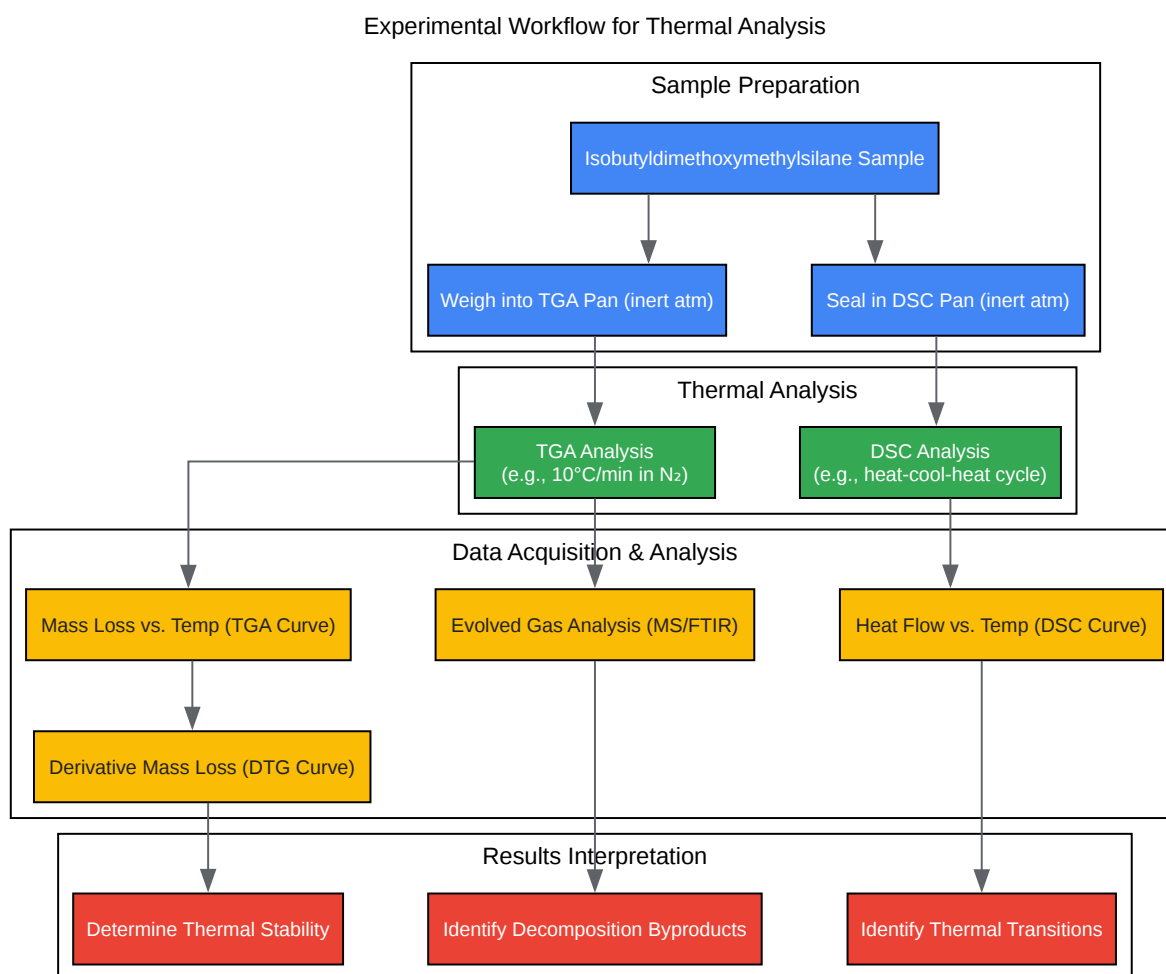 Experimental Workflow for Thermal Analysis
Sample Preparation
Isobutyldimethoxymethylsilane Sample
Weigh into TGA Pan (inert atm)
Seal in DSC Pan (inert atm)
Thermal Analysis
TGA Analysis
(e.g., 10°C/min in N₂)
DSC Analysis
(e.g., heat-cool-heat cycle)
Data Acquisition & Analysis
Mass Loss vs. Temp (TGA Curve)
Evolved Gas Analysis (MS/FTIR)
Heat Flow vs. Temp (DSC Curve)
Derivative Mass Loss (DTG Curve)
Results Interpretation
Determine Thermal Stability
Identify Decomposition Byproducts
Identify Thermal Transitions